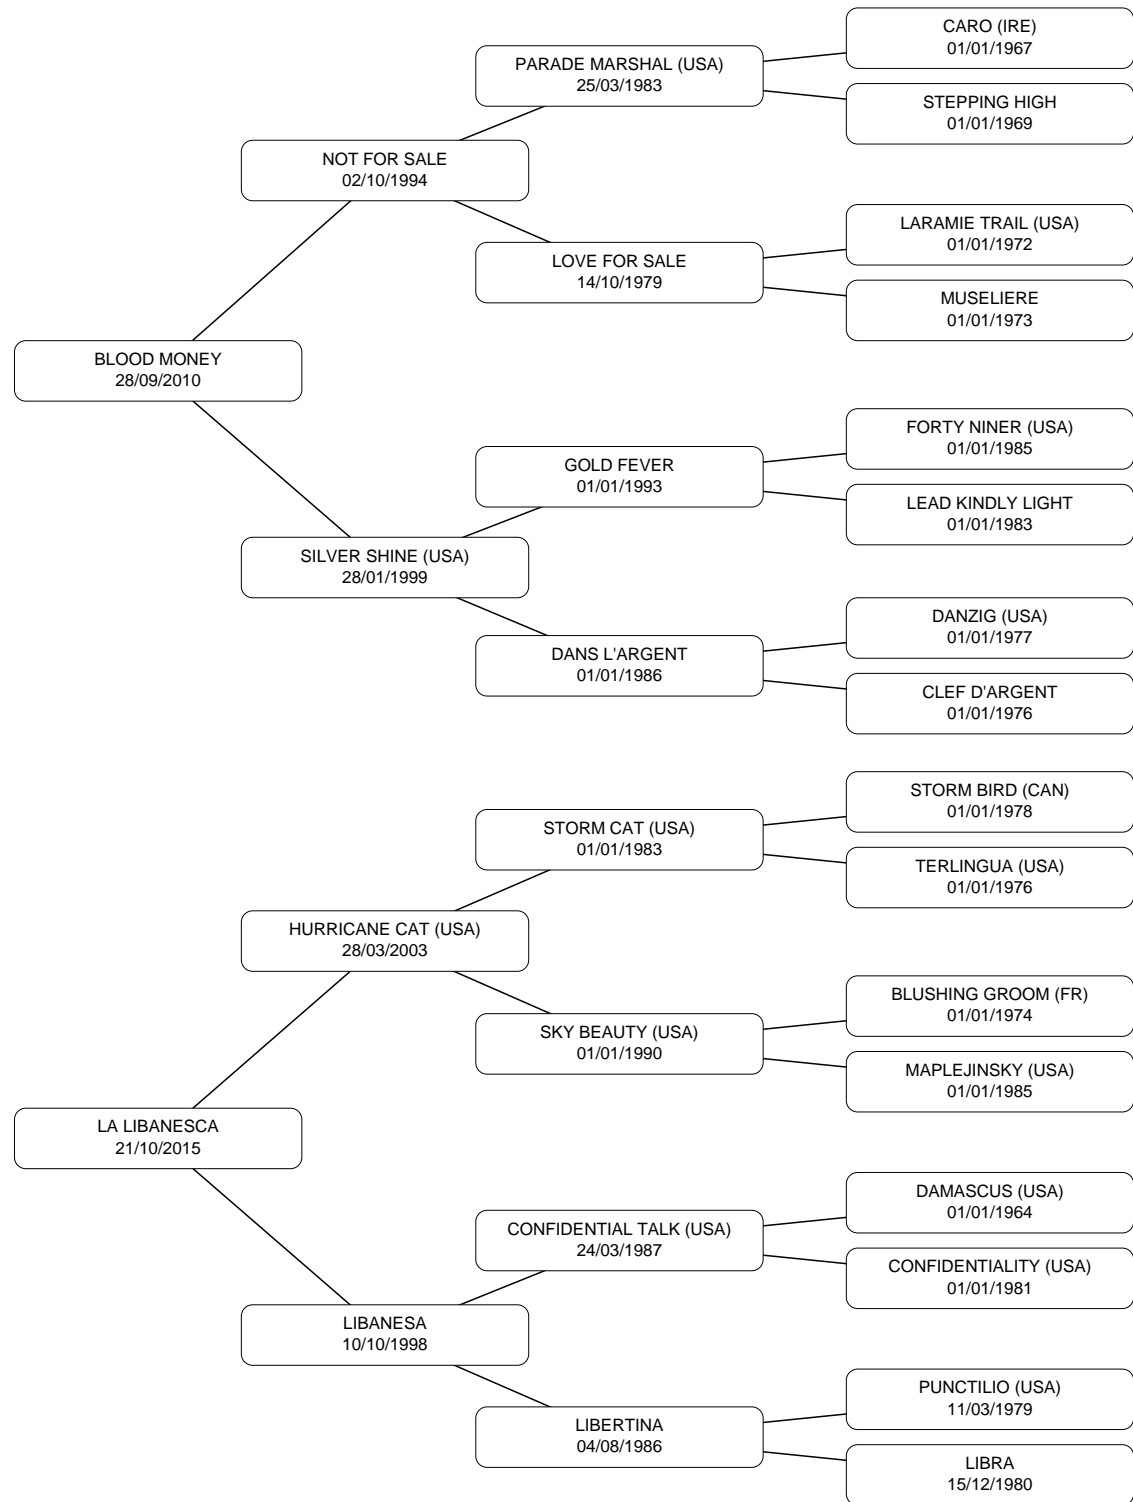 CARO (IRE)
01/01/1967
PARADE MARSHAL (USA)
25/03/1983
STEPPING HIGH
01/01/1969
NOT FOR SALE
02/10/1994
LARAMIE TRAIL (USA)
01/01/1972
LOVE FOR SALE
14/10/1979
MUSELIERE
01/01/1973
BLOOD MONEY
28/09/2010
FORTY NINER (USA)
01/01/1985
GOLD FEVER
01/01/1993
LEAD KINDLY LIGHT
01/01/1983
SILVER SHINE (USA)
28/01/1999
DANZIG (USA)
01/01/1977
DANS L'ARGENT
01/01/1986
CLEF D'ARGENT
01/01/1976
STORM BIRD (CAN)
01/01/1978
STORM CAT (USA)
01/01/1983
TERLINGUA (USA)
01/01/1976
HURRICANE CAT (USA)
28/03/2003
BLUSHING GROOM (FR)
01/01/1974
SKY BEAUTY (USA)
01/01/1990
MAPLEJINSKY (USA)
01/01/1985
LA LIBANESCA
21/10/2015
DAMASCUS (USA)
01/01/1964
CONFIDENTIAL TALK (USA)
24/03/1987
CONFIDENTIALITY (USA)
01/01/1981
LIBANESA
10/10/1998
PUNCTILIO (USA)
11/03/1979
LIBERTINA
04/08/1986
LIBRA
15/12/1980